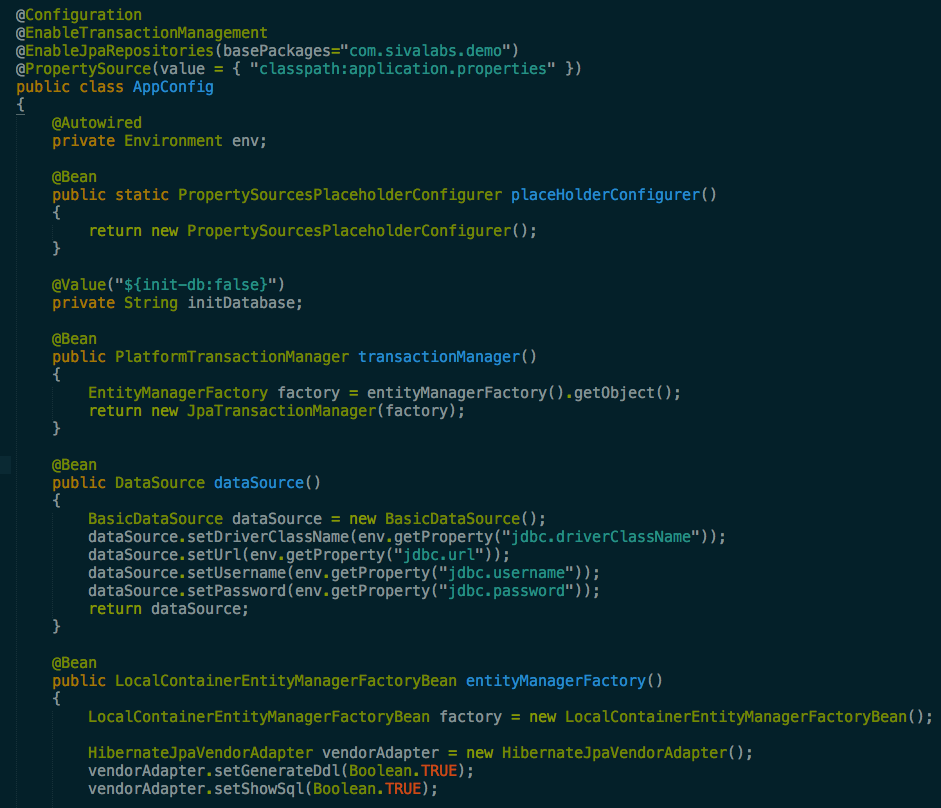 @Configuration
@EnableTransactionManagement
@EnableJpaRepositories(basePackages="com.sivalabs.demo")
@PropertySource(value = { "classpath:application.properties" })
public class AppConfig
{
    @Autowired
    private Environment env;

    @Bean
    public static PropertySourcesPlaceholderConfigurer placeHolderConfigurer()
    {
        return new PropertySourcesPlaceholderConfigurer();
    }

    @Value("${init-db:false}")
    private String initDatabase;

    @Bean
    public PlatformTransactionManager transactionManager()
    {
        EntityManagerFactory factory = entityManagerFactory().getObject();
        return new JpaTransactionManager(factory);
    }

    @Bean
    public DataSource dataSource()
    {
        BasicDataSource dataSource = new BasicDataSource();
        dataSource.setDriverClassName(env.getProperty("jdbc.driverClassName"));
        dataSource.setUrl(env.getProperty("jdbc.url"));
        dataSource.setUsername(env.getProperty("jdbc.username"));
        dataSource.setPassword(env.getProperty("jdbc.password"));
        return dataSource;
    }

    @Bean
    public LocalContainerEntityManagerFactoryBean entityManagerFactory()
    {
        LocalContainerEntityManagerFactoryBean factory = new LocalContainerEntityManagerFactoryBean();

        HibernateJpaVendorAdapter vendorAdapter = new HibernateJpaVendorAdapter();
        vendorAdapter.setGenerateDdl(Boolean.TRUE);
        vendorAdapter.setShowSql(Boolean.TRUE);